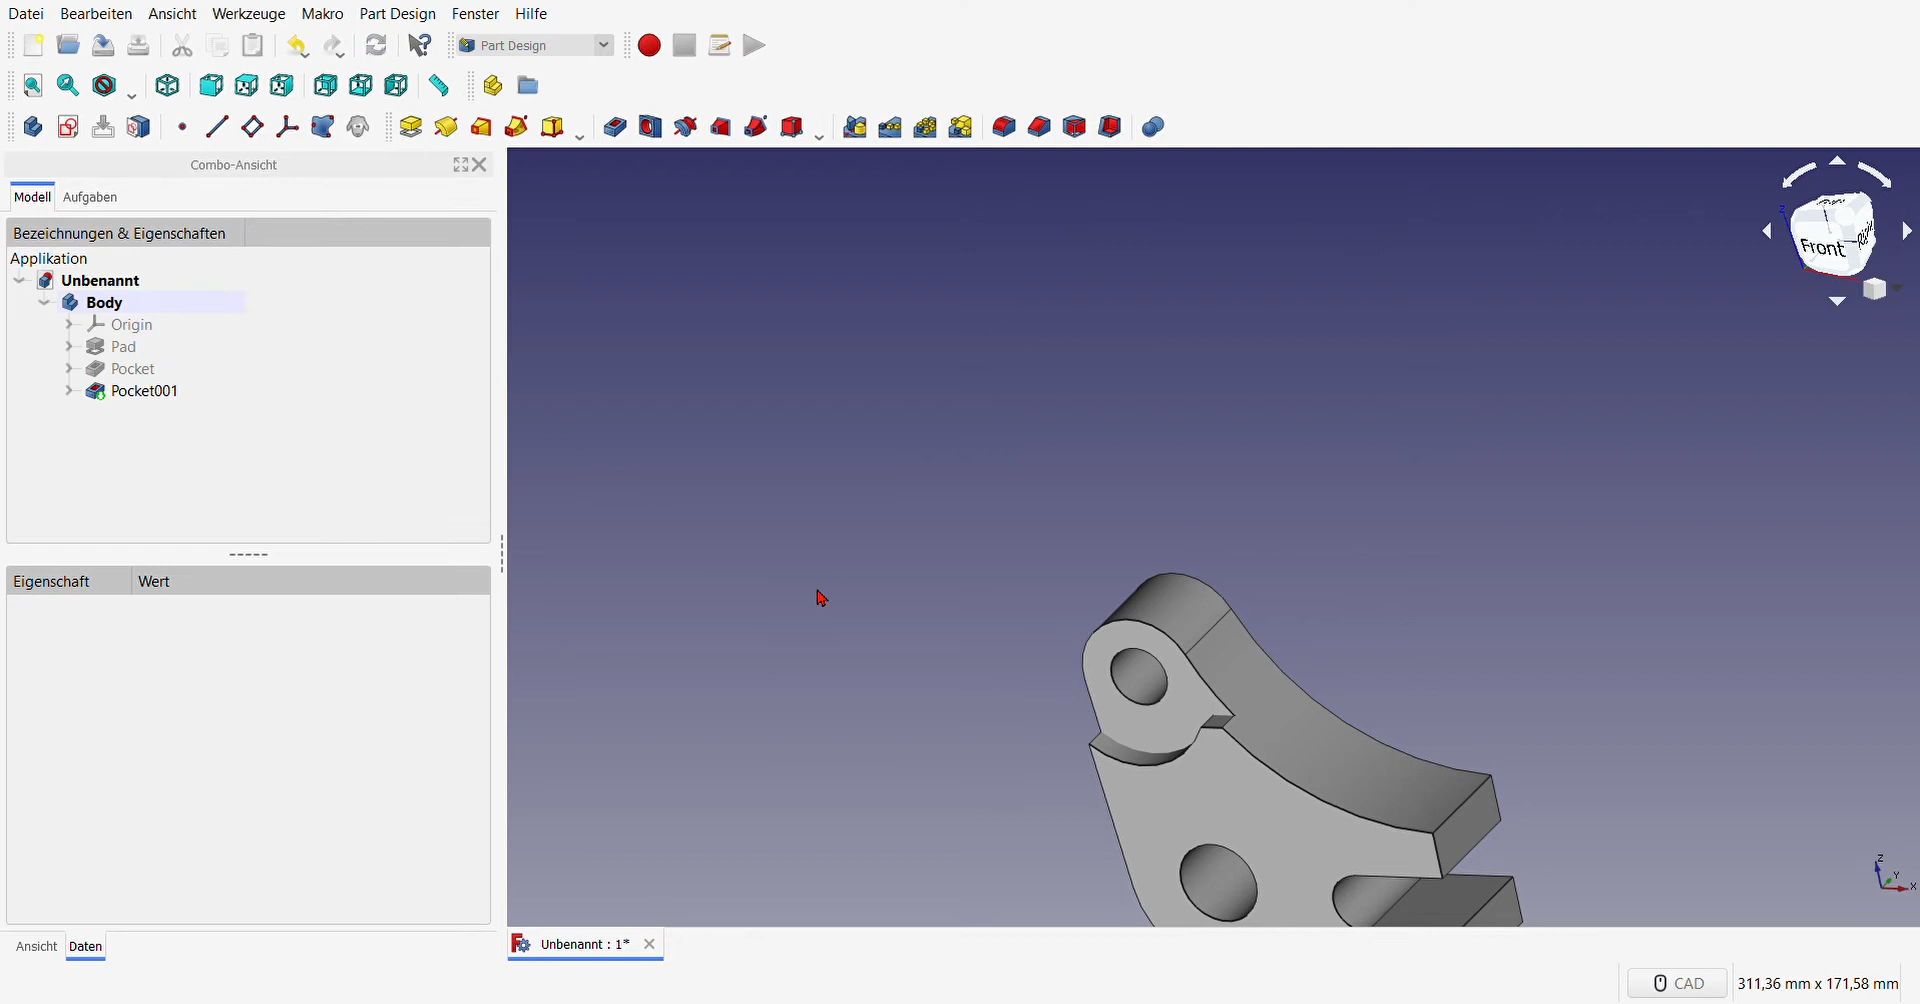 Datei Bearbeiten Ansicht Werkzeuge Makro Part Design Fenster Hilfe
Part Design
Combo-Ansicht
Modell Aufgaben
Bezeichnungen & Eigenschaften
Applikation
Unbenannt
Body
Origin
Pad
Pocket
Pocket001
Front
Right
Z
Eigenschaft Wert
Z
Y
X
Ansicht Daten
Unbenannt : 1*
CAD 311,36 mm x 171,58 mm